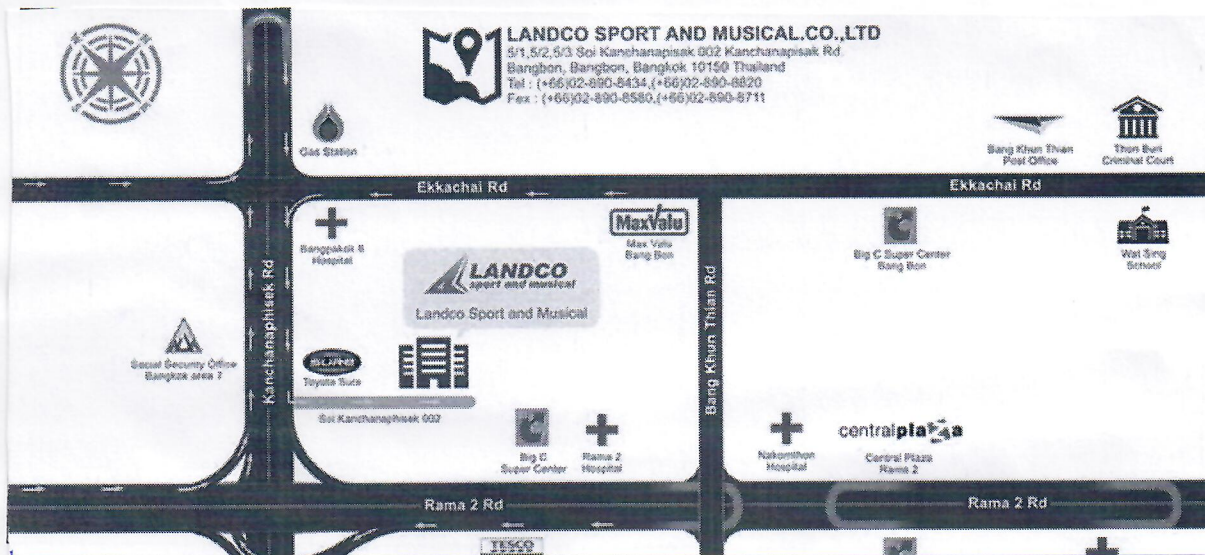 LANDCO SPORT AND MUSICAL.CO.,LTD
5/1,5/2,5/3 Soi Kanchanapisak 002 Kanchanapisak Rd.
Bangbon, Bangbon, Bangkok 10150 Thailand
Tel : (+66)02-890-8434,(+66)02-890-8820
Fax : (+66)02-890-8580,(+66)02-890-8711
Gas Station
Bang Khun Thian
Post Office
Thon Buri
Criminal Court
Ekkachai Rd
Ekkachai Rd
Bangpakok 8
Hospital
MaxValu
Max Valu
Bang Bon
Big C Super Center
Bang Bon
Wat Sing
School
Kanchanaphisek Rd
LANDCO
sport and musical
Landco Sport and Musical
Bang Khun Thian Rd
Social Security Office
Bangkok area 7
Toyota Sure
Soi Kanchanaphisek 002
Big C
Super Center
Rama 2
Hospital
Nakornthon
Hospital
centralplaza
Central Plaza
Rama 2
Rama 2 Rd
Rama 2 Rd
TESCO